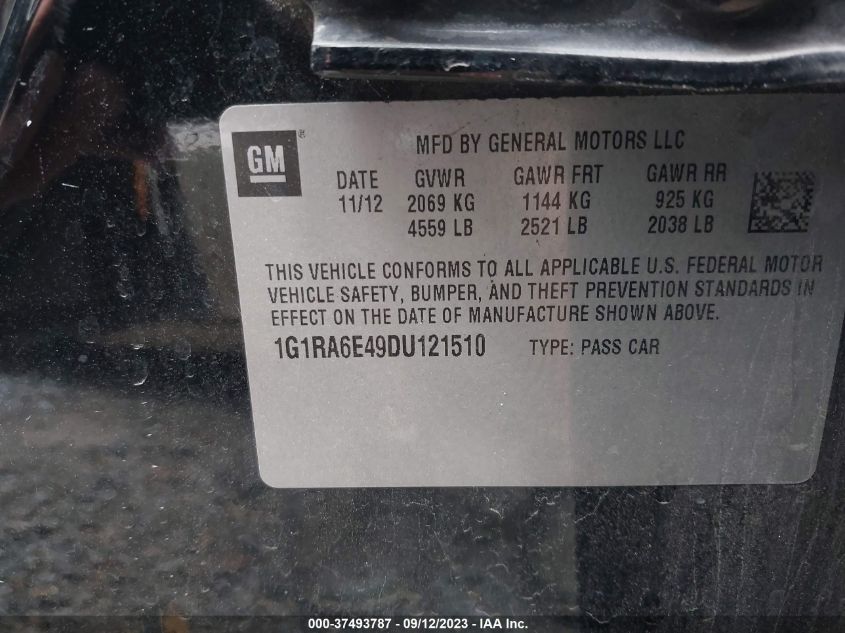 GM ®
MFD BY GENERAL MOTORS LLC
DATE GVWR GAWR FRT GAWR RR
11/12 2069 KG 1144 KG 925 KG
4559 LB 2521 LB 2038 LB
THIS VEHICLE CONFORMS TO ALL APPLICABLE U.S. FEDERAL MOTOR
VEHICLE SAFETY, BUMPER, AND THEFT PREVENTION STANDARDS IN
EFFECT ON THE DATE OF MANUFACTURE SHOWN ABOVE.
1G1RA6E49DU121510 TYPE: PASS CAR
000-37493787 - 09/12/2023 - IAA Inc.